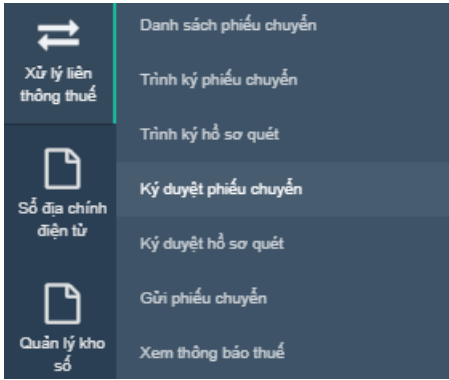 Xử lý liên
thông thuế
Sổ địa chính
điện tử
Quản lý kho
số
Danh sách phiếu chuyển
Trình ký phiếu chuyển
Trình ký hồ sơ quét
Ký duyệt phiếu chuyển
Ký duyệt hồ sơ quét
Gửi phiếu chuyển
Xem thông báo thuế